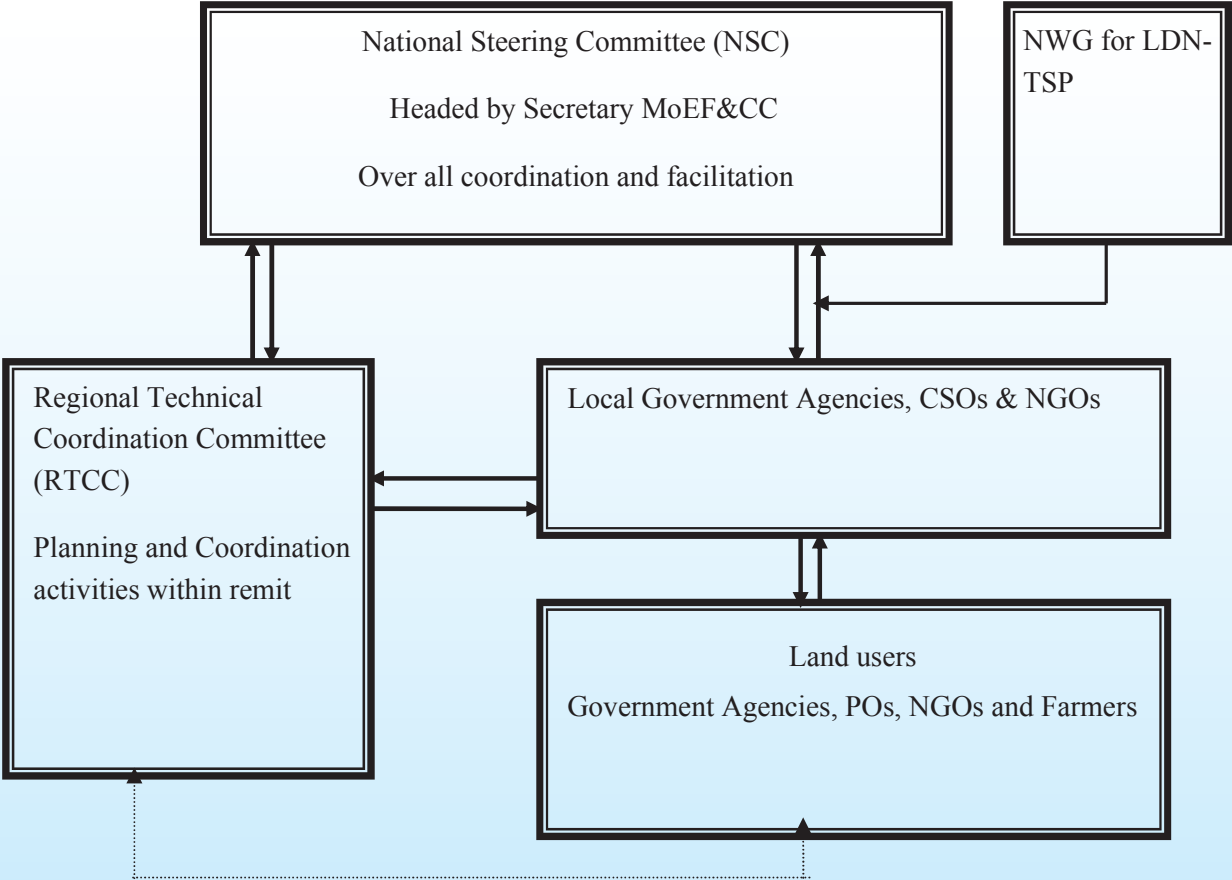 National Steering Committee (NSC)
Headed by Secretary MoEF&CC
Over all coordination and facilitation
NWG for LDN-
TSP
Regional Technical
Coordination Committee
(RTCC)
Planning and Coordination
activities within remit
Local Government Agencies, CSOs & NGOs
Land users
Government Agencies, POs, NGOs and Farmers